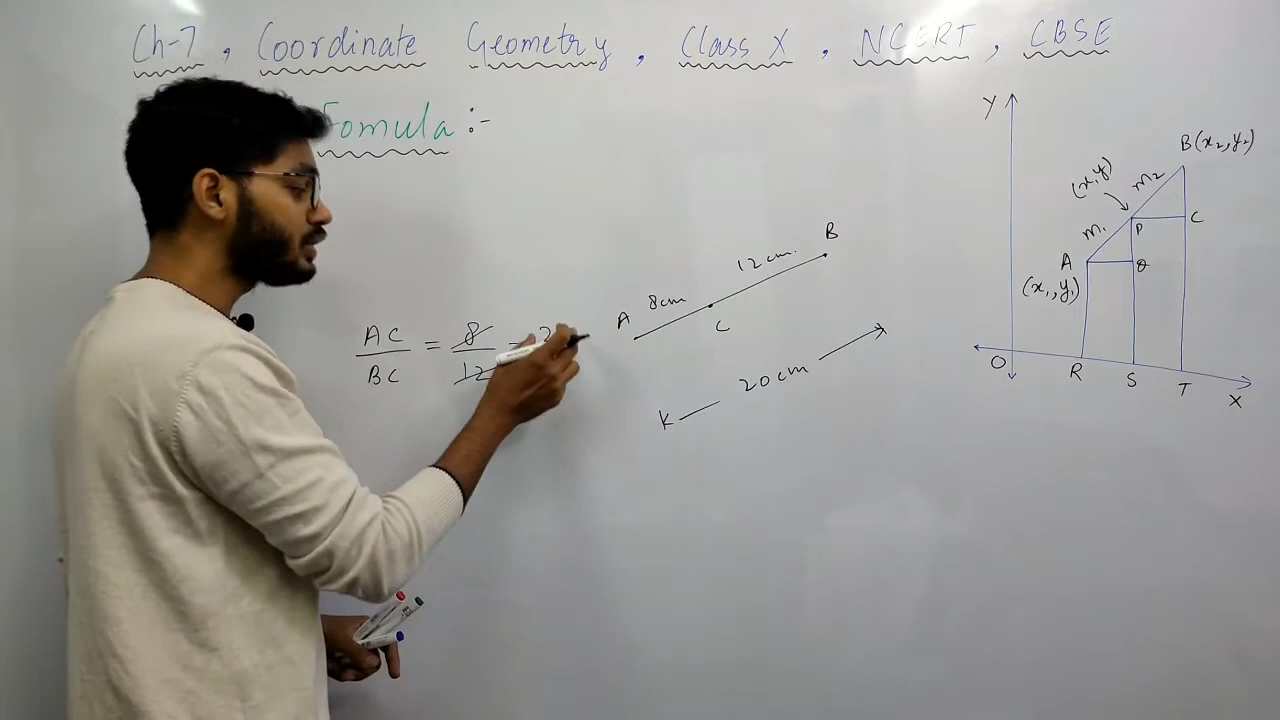 Ch-7, Coordinate Geometry, Class X, NCERT, CBSE
Fomula :-
AC/BC = 8/12 = 2
A 8cm C 12cm. B
K 20cm
Y
B(x₂, y₂)
(x, y)
m₂
m₁
P
C
A
Q
(x₁, y₁)
O R S T X